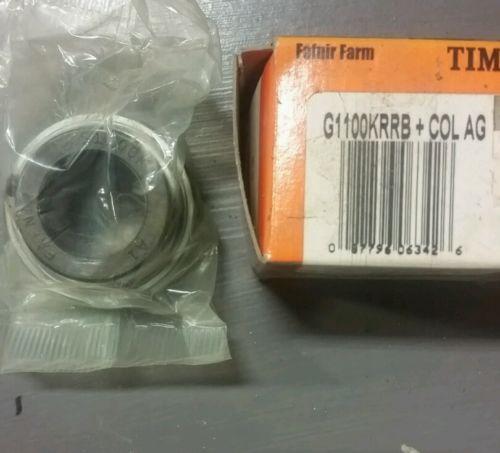 Fafnir Farm
TIM
G1100KRRB + COL AG
0 87796 06342 6